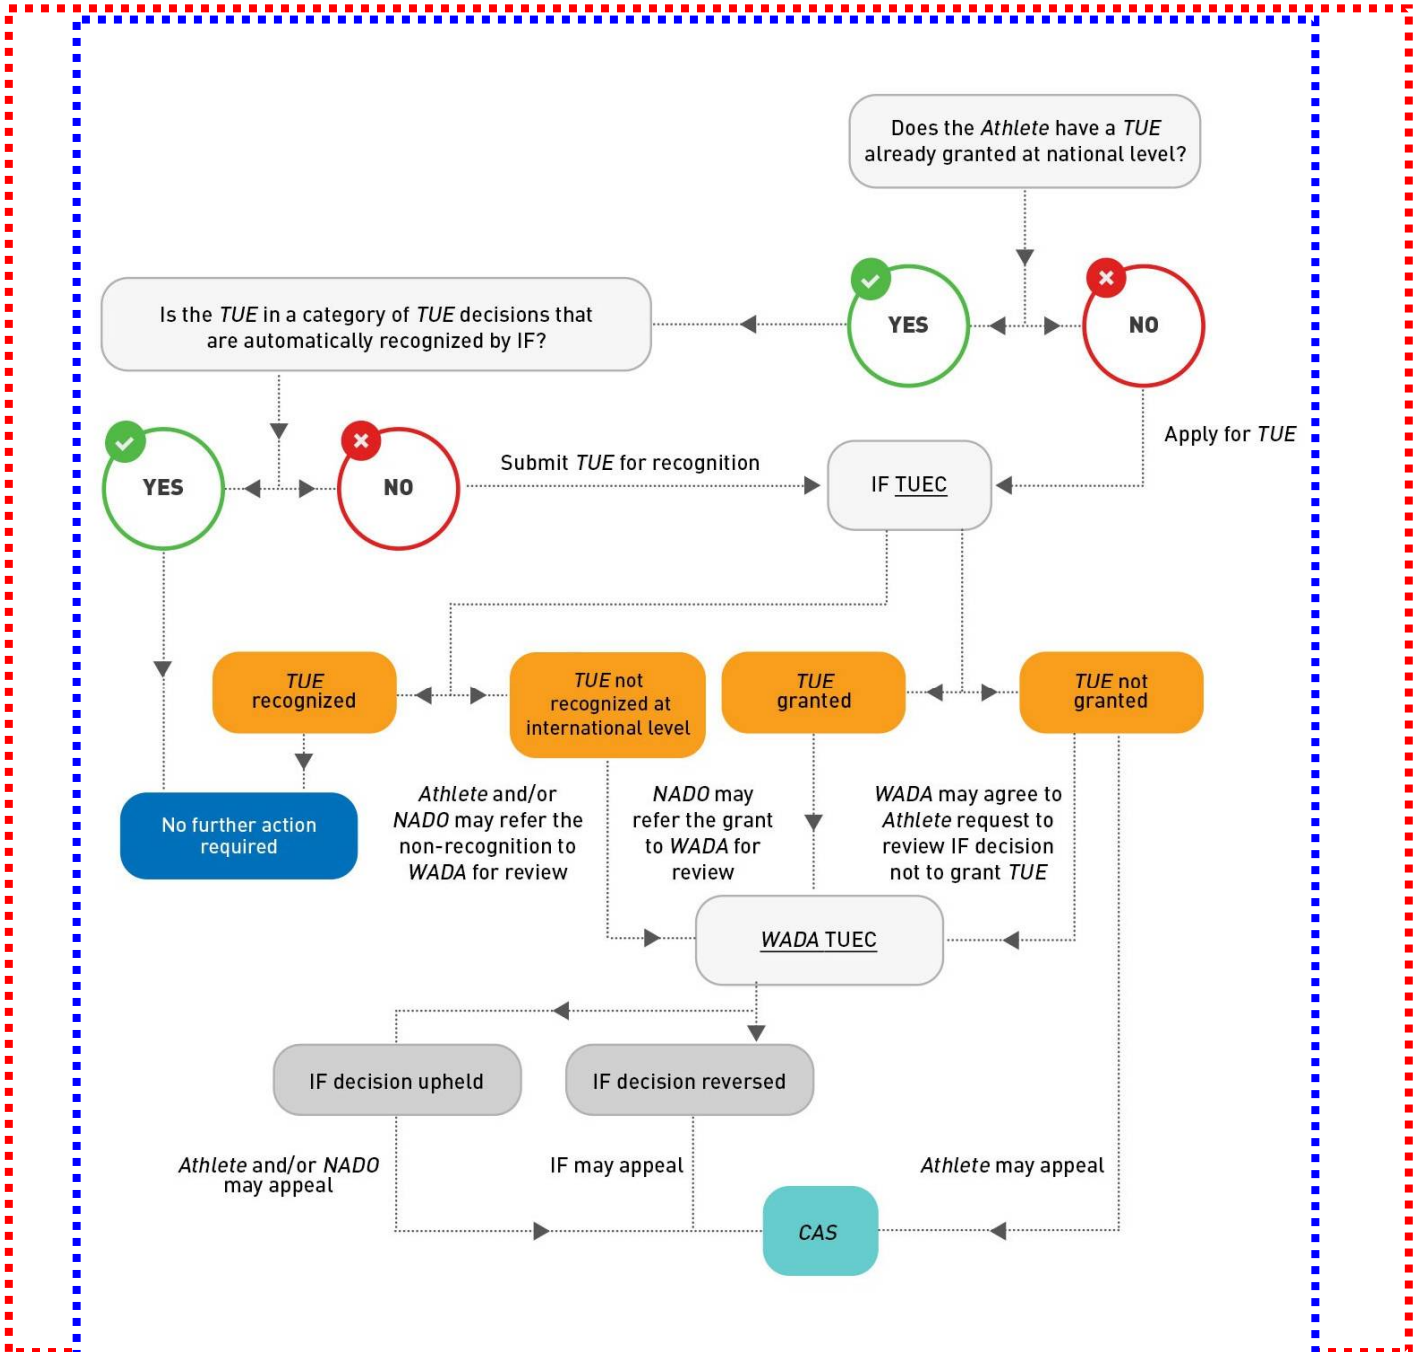 Does the Athlete have a TUE
already granted at national level?
YES
NO
Is the TUE in a category of TUE decisions that
are automatically recognized by IF?
Apply for TUE
YES
NO
Submit TUE for recognition
IF TUEC
TUE
recognized
TUE not
recognized at
international level
TUE
granted
TUE not
granted
No further action
required
Athlete and/or
NADO may refer the
non-recognition to
WADA for review
NADO may
refer the grant
to WADA for
review
WADA may agree to
Athlete request to
review IF decision
not to grant TUE
WADA TUEC
IF decision upheld
IF decision reversed
Athlete and/or NADO
may appeal
IF may appeal
Athlete may appeal
CAS